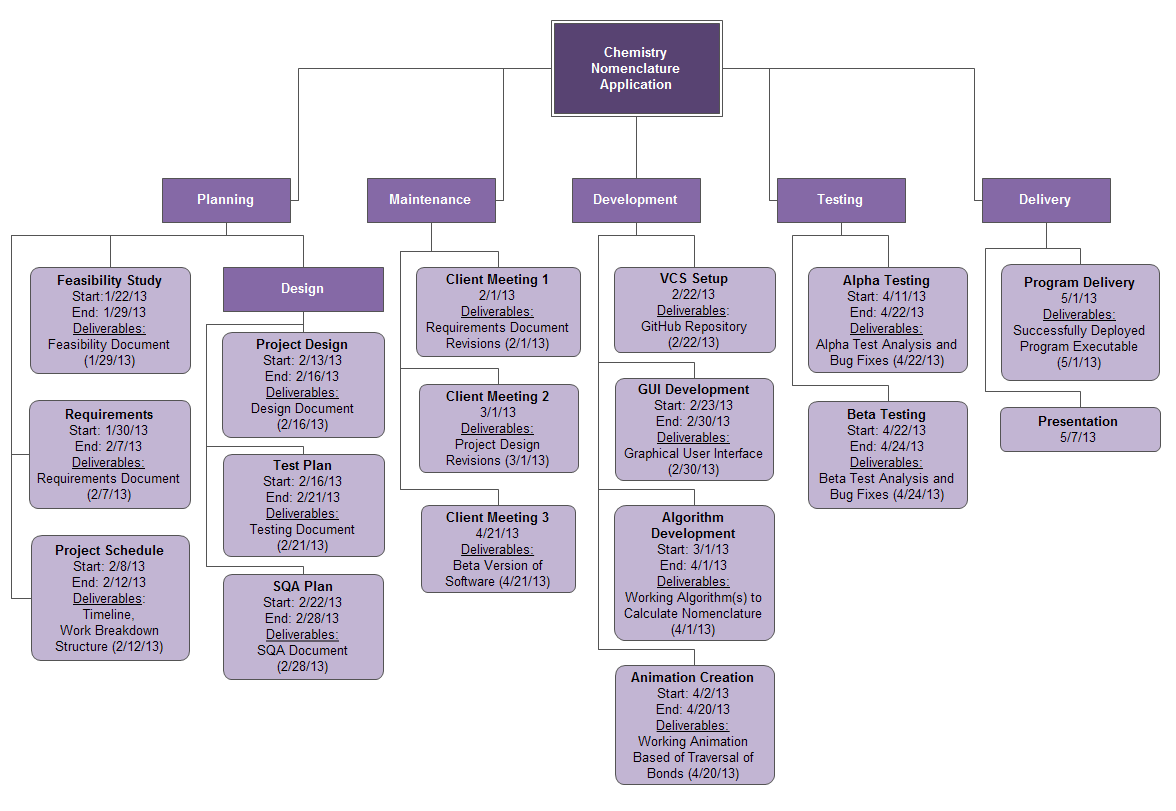 Chemistry
Nomenclature
Application
Planning
Maintenance
Development
Testing
Delivery
Feasibility Study
Start:1/22/13
End: 1/29/13
Deliverables:
Feasibility Document
(1/29/13)
Requirements
Start: 1/30/13
End: 2/7/13
Deliverables:
Requirements Document
(2/7/13)
Project Schedule
Start: 2/8/13
End: 2/12/13
Deliverables:
Timeline,
Work Breakdown
Structure (2/12/13)
Design
Project Design
Start: 2/13/13
End: 2/16/13
Deliverables:
Design Document
(2/16/13)
Test Plan
Start: 2/16/13
End: 2/21/13
Deliverables:
Testing Document
(2/21/13)
SQA Plan
Start: 2/22/13
End: 2/28/13
Deliverables:
SQA Document
(2/28/13)
Client Meeting 1
2/1/13
Deliverables:
Requirements Document
Revisions (2/1/13)
Client Meeting 2
3/1/13
Deliverables:
Project Design
Revisions (3/1/13)
Client Meeting 3
4/21/13
Deliverables:
Beta Version of
Software (4/21/13)
VCS Setup
2/22/13
Deliverables:
GitHub Repository
(2/22/13)
GUI Development
Start: 2/23/13
End: 2/30/13
Deliverables:
Graphical User Interface
(2/30/13)
Algorithm
Development
Start: 3/1/13
End: 4/1/13
Deliverables:
Working Algorithm(s) to
Calculate Nomenclature
(4/1/13)
Animation Creation
Start: 4/2/13
End: 4/20/13
Deliverables:
Working Animation
Based of Traversal of
Bonds (4/20/13)
Alpha Testing
Start: 4/11/13
End: 4/22/13
Deliverables:
Alpha Test Analysis and
Bug Fixes (4/22/13)
Beta Testing
Start: 4/22/13
End: 4/24/13
Deliverables:
Beta Test Analysis and
Bug Fixes (4/24/13)
Program Delivery
5/1/13
Deliverables:
Successfully Deployed
Program Executable
(5/1/13)
Presentation
5/7/13